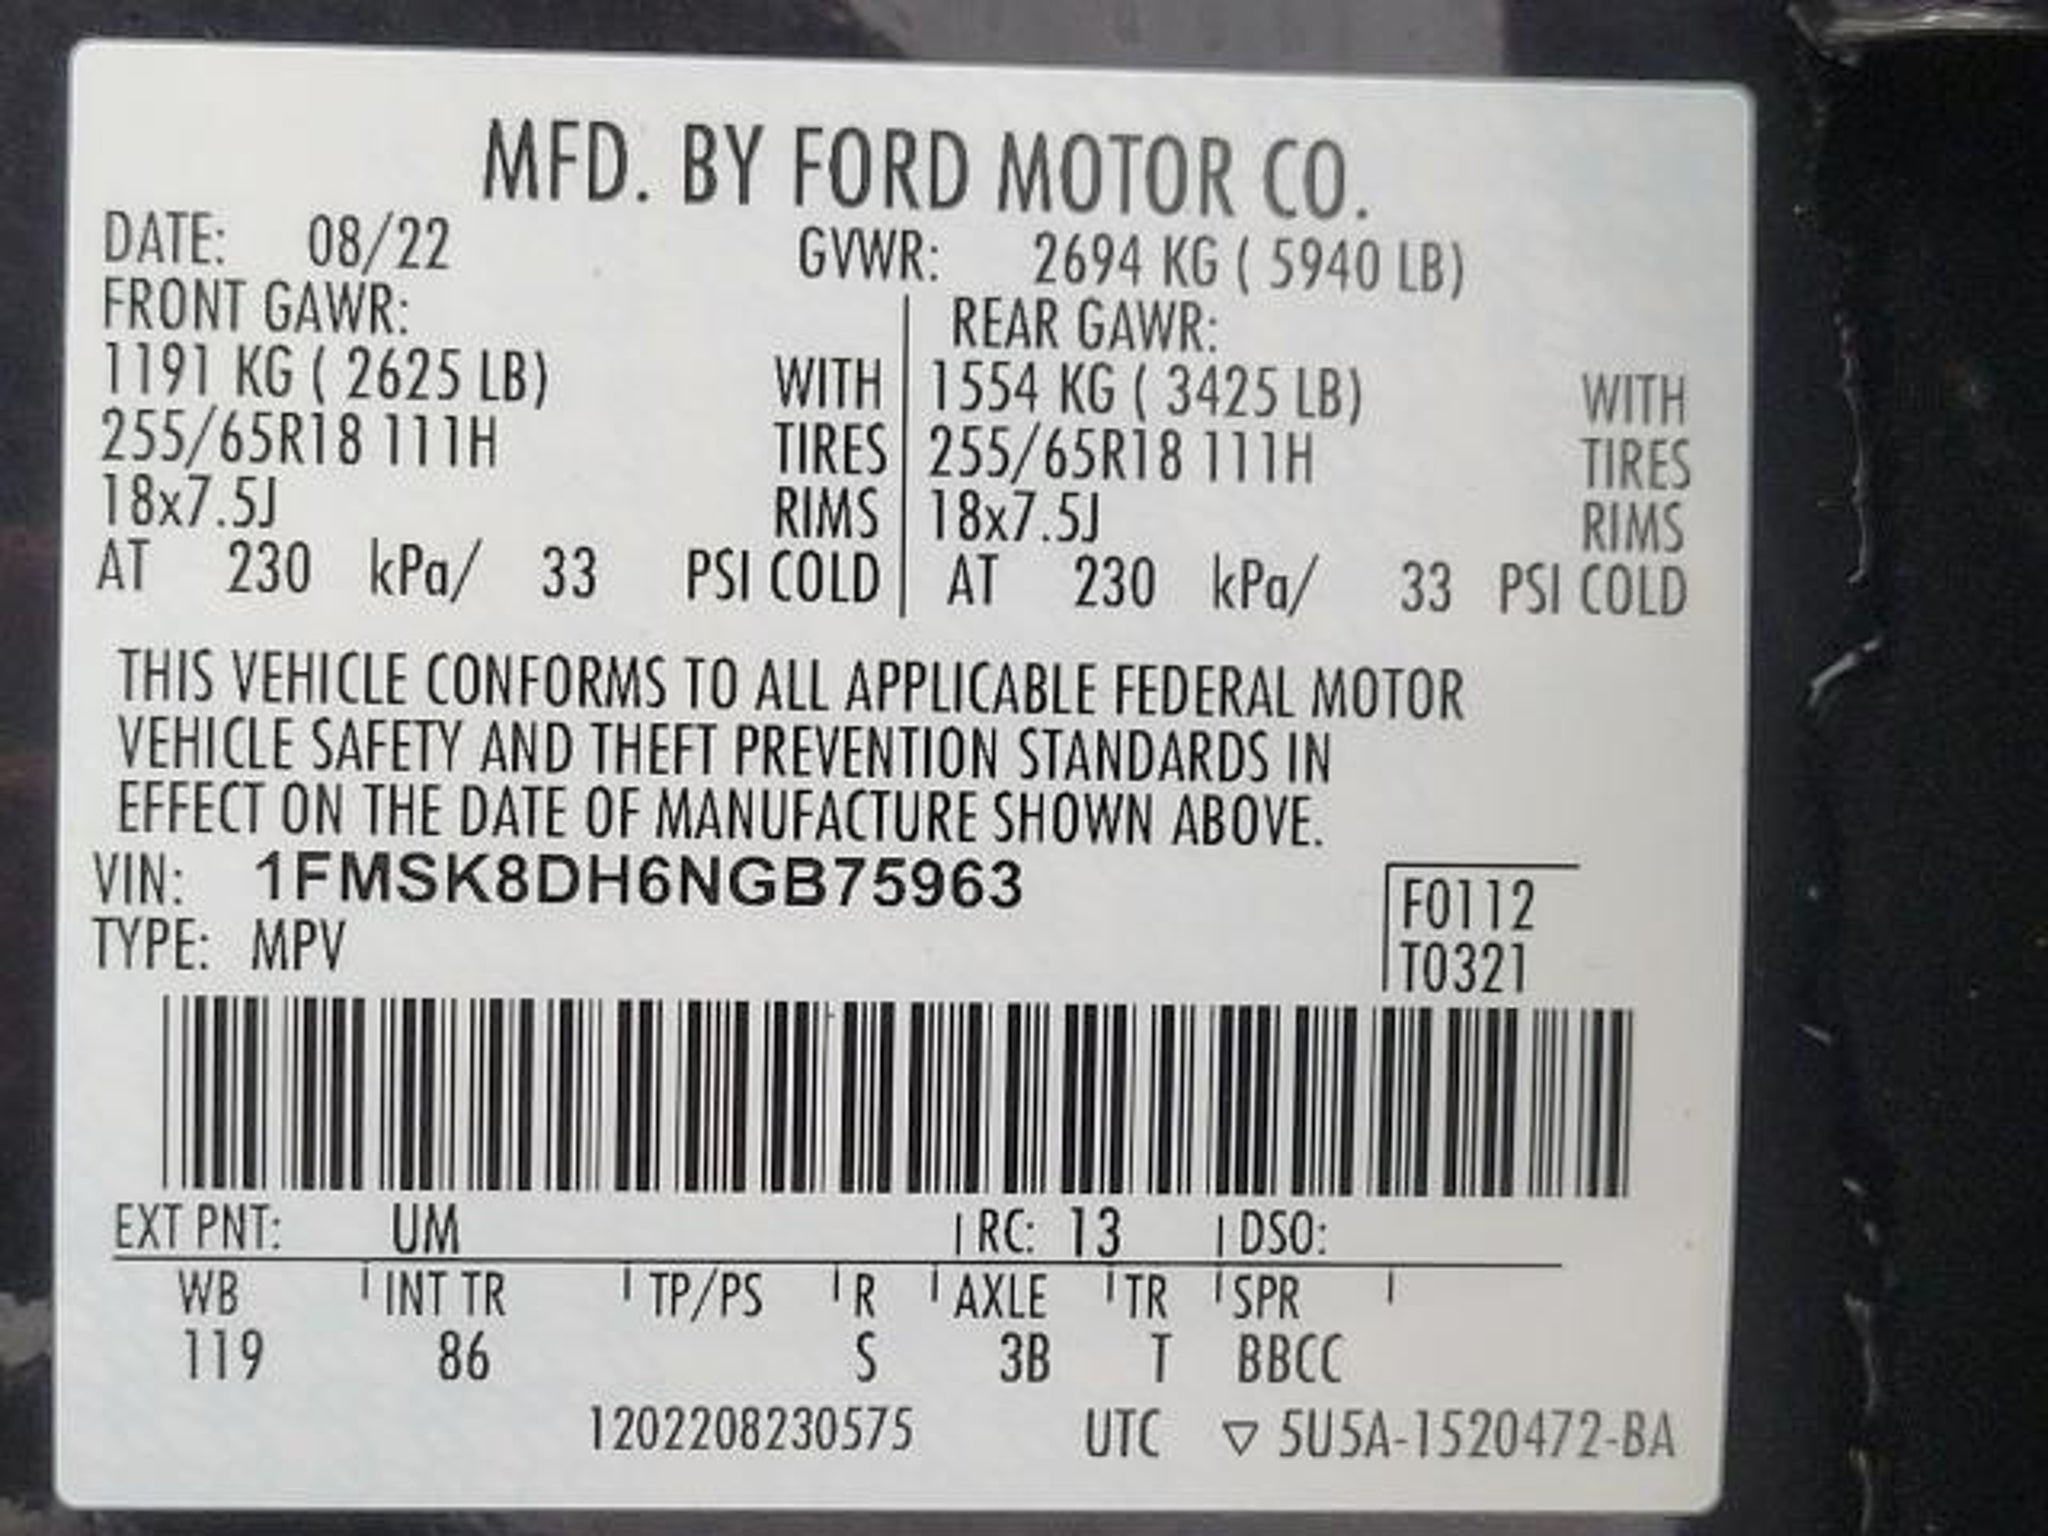 MFD. BY FORD MOTOR CO.
DATE: 08/22 GVWR: 2694 KG ( 5940 LB)
FRONT GAWR: REAR GAWR:
1191 KG ( 2625 LB) WITH 1554 KG ( 3425 LB) WITH
255/65R18 111H TIRES 255/65R18 111H TIRES
18x7.5J RIMS 18x7.5J RIMS
AT 230 kPa/ 33 PSI COLD AT 230 kPa/ 33 PSI COLD
THIS VEHICLE CONFORMS TO ALL APPLICABLE FEDERAL MOTOR
VEHICLE SAFETY AND THEFT PREVENTION STANDARDS IN
EFFECT ON THE DATE OF MANUFACTURE SHOWN ABOVE.
VIN: 1FMSK8DH6NGB75963 F0112
TYPE: MPV T0321
EXT PNT: UM RC: 13 DSO:
WB INT TR TP/PS R AXLE TR SPR
119 86 S 3B T BBCC
1202208230575 UTC ▽ 5U5A-1520472-BA